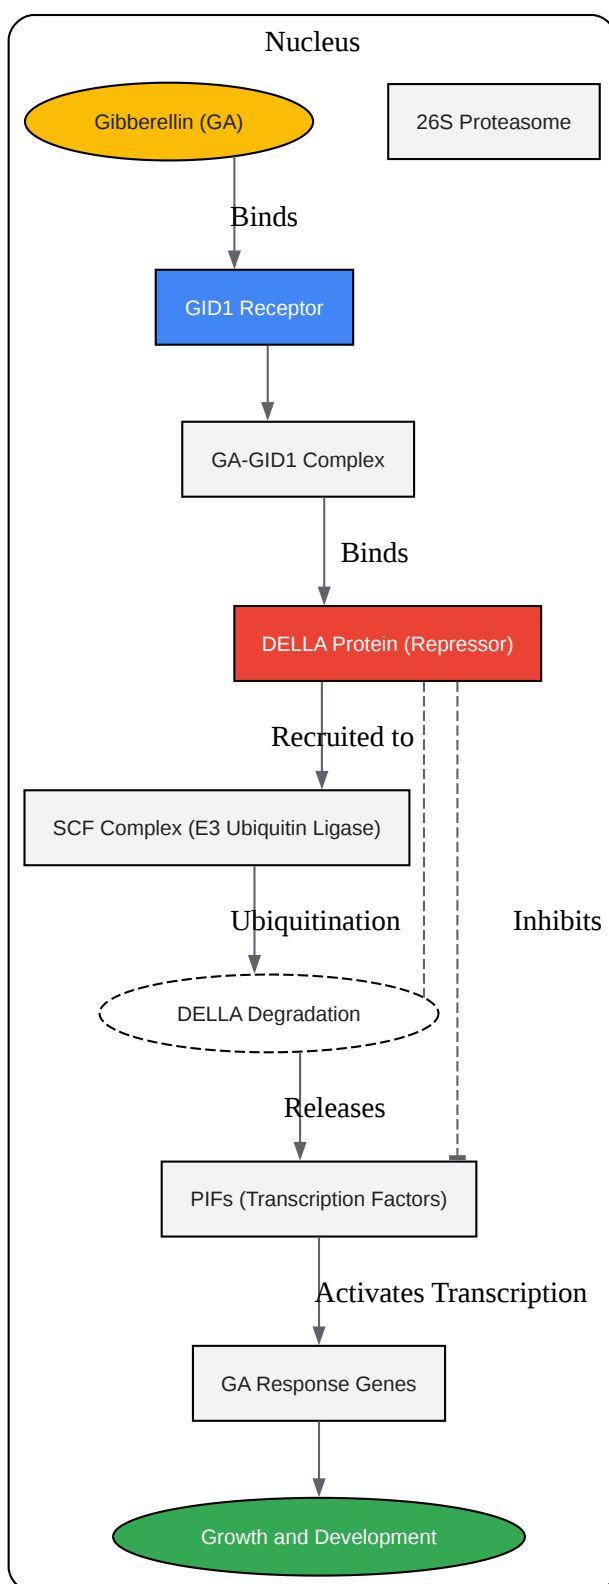 Nucleus
Gibberellin (GA)
26S Proteasome
Binds
GID1 Receptor
GA-GID1 Complex
Binds
DELLA Protein (Repressor)
Recruited to
SCF Complex (E3 Ubiquitin Ligase)
Ubiquitination
Inhibits
DELLA Degradation
Releases
PIFs (Transcription Factors)
Activates Transcription
GA Response Genes
Growth and Development